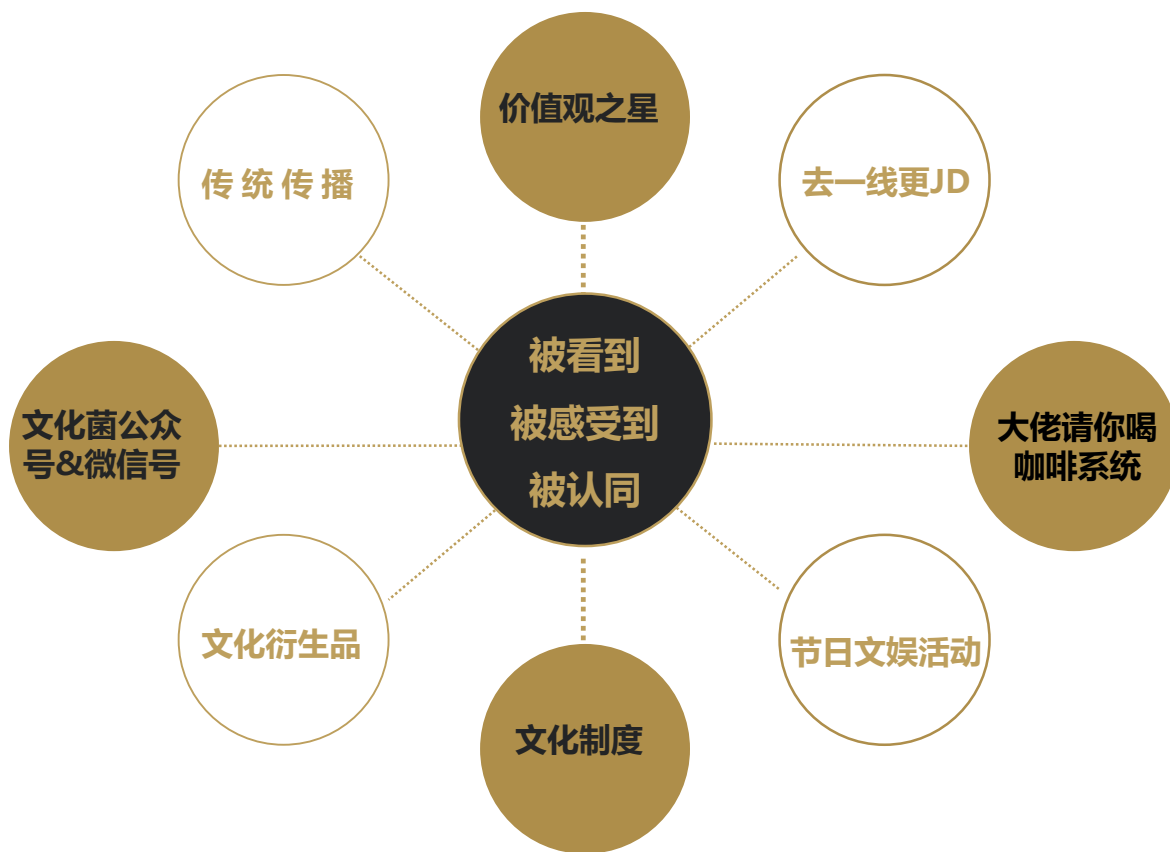 价值观之星
传统传播
去一线更JD
被看到
被感受到
被认同
文化菌公众
号&微信号
大佬请你喝
咖啡系统
文化衍生品
节日文娱活动
文化制度